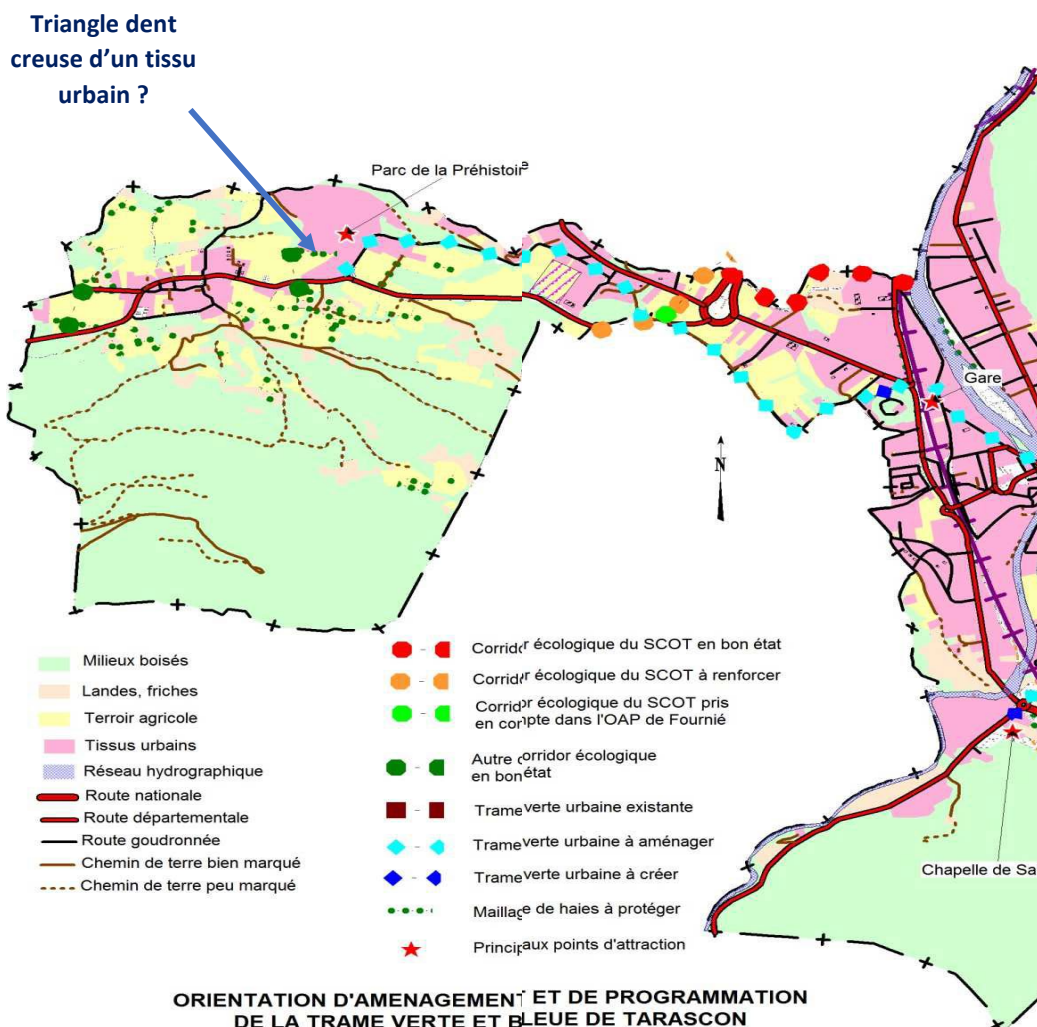 Triangle dent
creuse d'un tissu
urbain ?
Parc de la Préhistoire
Gare
N
Milieux boisés
Landes, friches
Terroir agricole
Tissus urbains
Réseau hydrographique
Route nationale
Route départementale
Route goudronnée
Chemin de terre bien marqué
Chemin de terre peu marqué
Corridor écologique du SCOT en bon état
Corridor écologique du SCOT à renforcer
Corridor écologique du SCOT pris
en compte dans l'OAP de Fournié
Autre corridor écologique
en bon état
Trame verte urbaine existante
Trame verte urbaine à aménager
Trame verte urbaine à créer
Maillage de haies à protéger
Principaux points d'attraction
Chapelle de Sa
ORIENTATION D'AMENAGEMENT ET DE PROGRAMMATION
DE LA TRAME VERTE ET BLEUE DE TARASCON